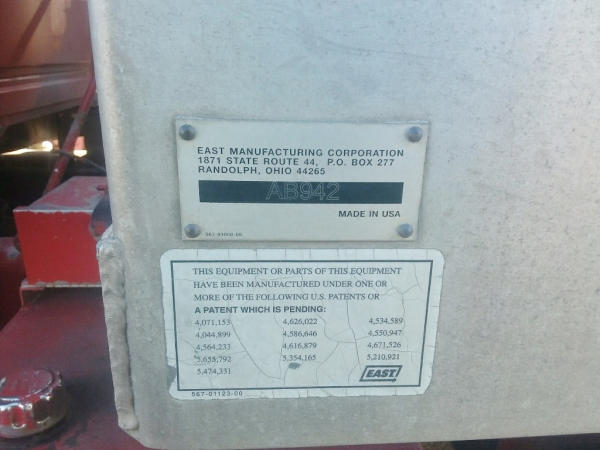 EAST MANUFACTURING CORPORATION
1871 STATE ROUTE 44, P.O. BOX 277
RANDOLPH, OHIO 44265
AB942
MADE IN USA
THIS EQUIPMENT OR PARTS OF THIS EQUIPMENT
HAVE BEEN MANUFACTURED UNDER ONE OR
MORE OF THE FOLLOWING U.S. PATENTS OR
A PATENT WHICH IS PENDING:
4,071,153 4,626,022 4,534,589
4,044,899 4,586,646 4,550,947
4,564,233 4,616,879 4,671,526
5,655,792 5,354,165 5,210,921
5,474,331
EAST
567-01123-00